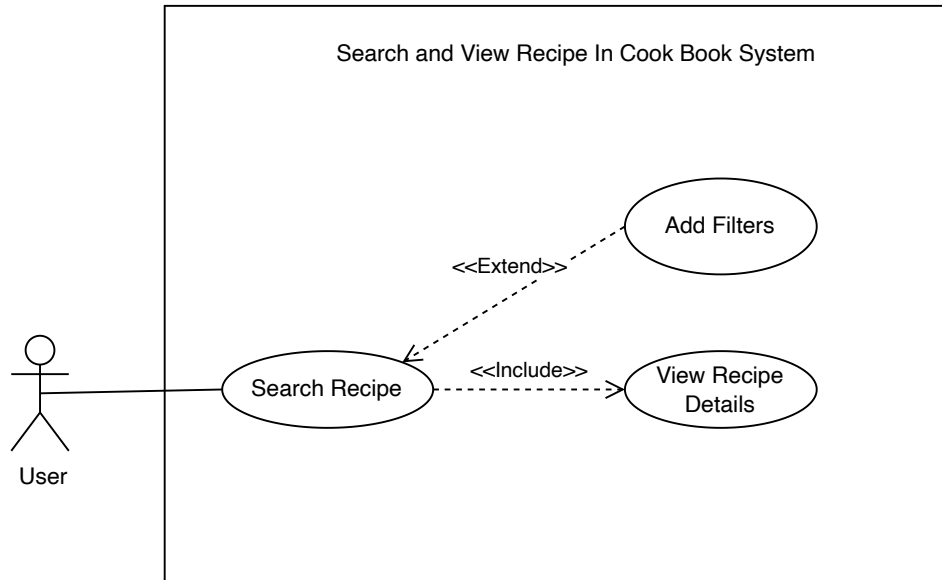 Search and View Recipe In Cook Book System
Add Filters
<<Extend>>
Search Recipe
<<Include>>
View Recipe
Details
User